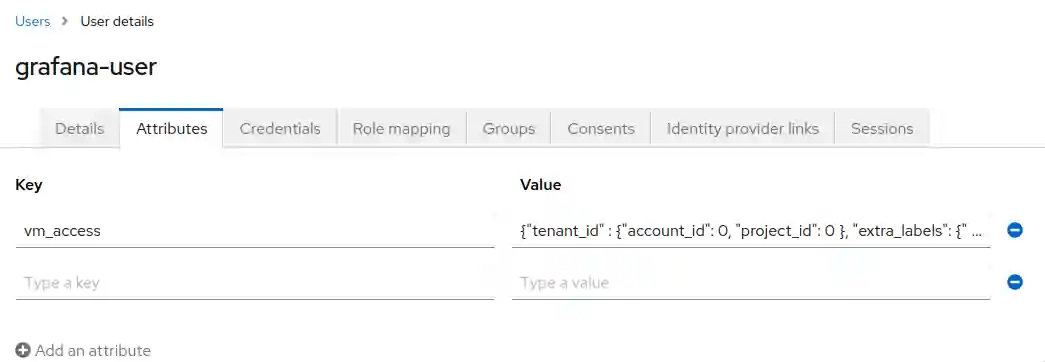 Users > User details
grafana-user
Details Attributes Credentials Role mapping Groups Consents Identity provider links Sessions
Key Value
vm_access {"tenant_id" : {"account_id": 0, "project_id": 0 }, "extra_labels": {" ...
Type a key Type a value
Add an attribute